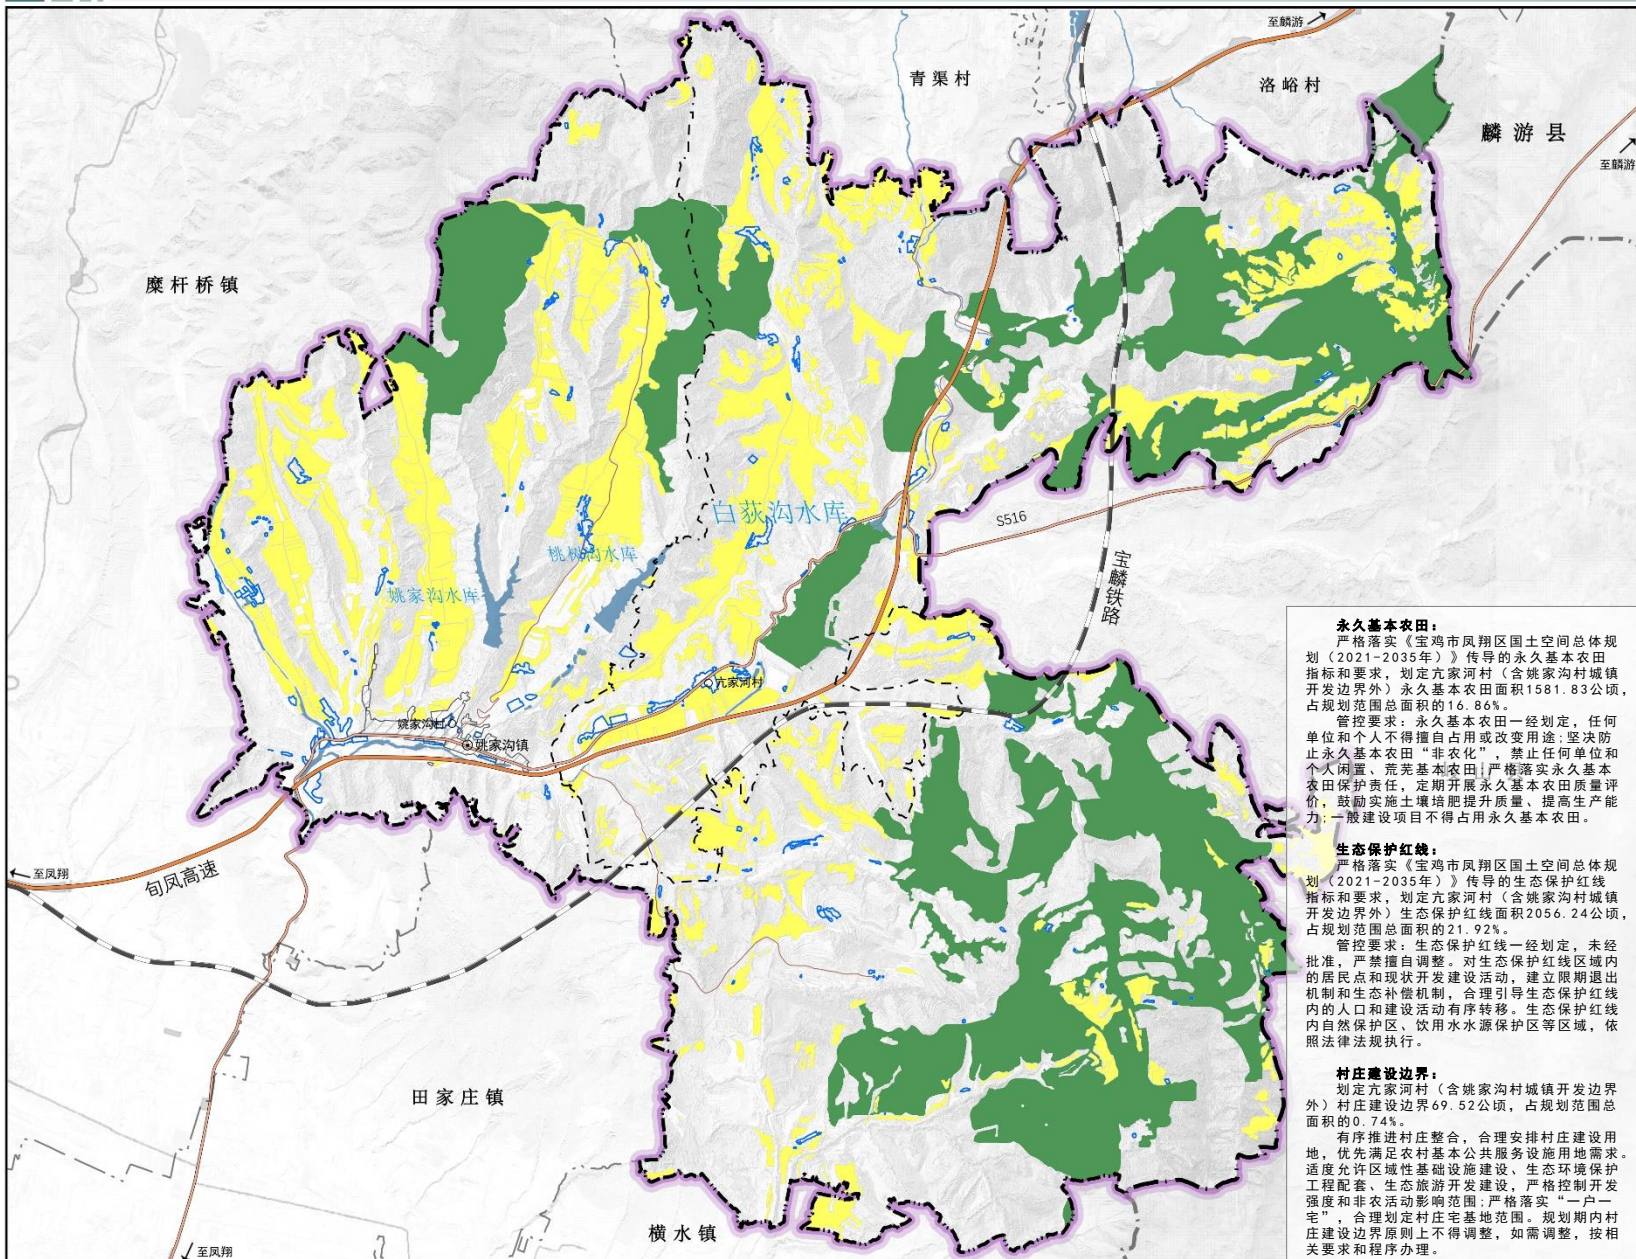 至麟游
青渠村
洛峪村
麟游县
至麟游
糜杆桥镇
白荻沟水库
S516
桃树沟水库
姚家沟水库
宝麟铁路
亢家河村
姚家沟村
姚家沟镇
至凤翔
旬凤高速
田家庄镇
横水镇
至凤翔
永久基本农田：
严格落实《宝鸡市凤翔区国土空间总体规
划（2021-2035年）》传导的永久基本农田
指标和要求，划定亢家河村（含姚家沟村城镇
开发边界外）永久基本农田面积1581.83公顷，
占规划范围总面积的16.86%。
管控要求：永久基本农田一经划定，任何
单位和个人不得擅自占用或改变用途;坚决防
止永久基本农田“非农化”，禁止任何单位和
个人闲置、荒芜基本农田;严格落实永久基本
农田保护责任，定期开展永久基本农田质量评
价，鼓励实施土壤培肥提升质量、提高生产能
力;一般建设项目不得占用永久基本农田。
生态保护红线：
严格落实《宝鸡市凤翔区国土空间总体规
划（2021-2035年）》传导的生态保护红线
指标和要求，划定亢家河村（含姚家沟村城镇
开发边界外）生态保护红线面积2056.24公顷，
占规划范围总面积的21.92%。
管控要求：生态保护红线一经划定，未经
批准，严禁擅自调整。对生态保护红线区域内
的居民点和现状开发建设活动，建立限期退出
机制和生态补偿机制，合理引导生态保护红线
内的人口和建设活动有序转移。生态保护红线
内自然保护区、饮用水水源保护区等区域，依
照法律法规执行。
村庄建设边界：
划定亢家河村（含姚家沟村城镇开发边界
外）村庄建设边界69.52公顷，占规划范围总
面积的0.74%。
有序推进村庄整合，合理安排村庄建设用
地，优先满足农村基本公共服务设施用地需求。
适度允许区域性基础设施建设、生态环境保护
工程配套、生态旅游开发建设，严格控制开发
强度和非农活动影响范围;严格落实“一户一
宅”，合理划定村庄宅基地范围。规划期内村
庄建设边界原则上不得调整，如需调整，按相
关要求和程序办理。